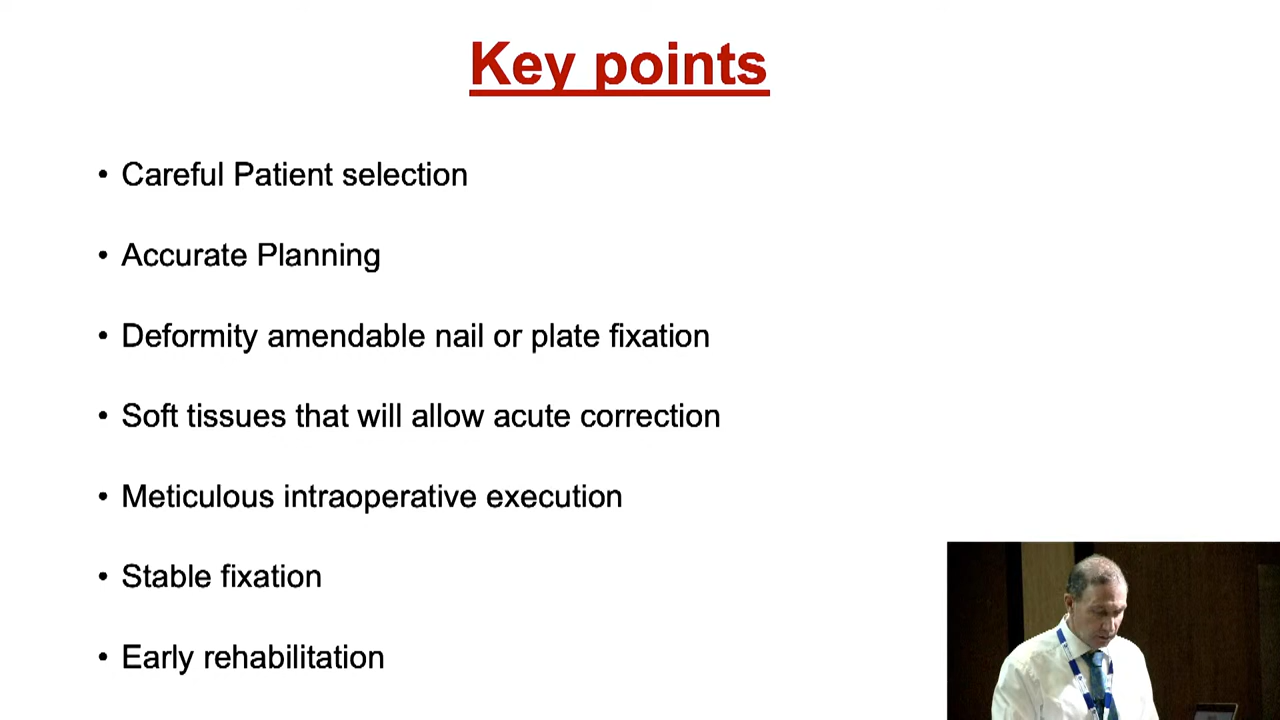 Key points
• Careful Patient selection
• Accurate Planning
• Deformity amendable nail or plate fixation
• Soft tissues that will allow acute correction
• Meticulous intraoperative execution
• Stable fixation
• Early rehabilitation